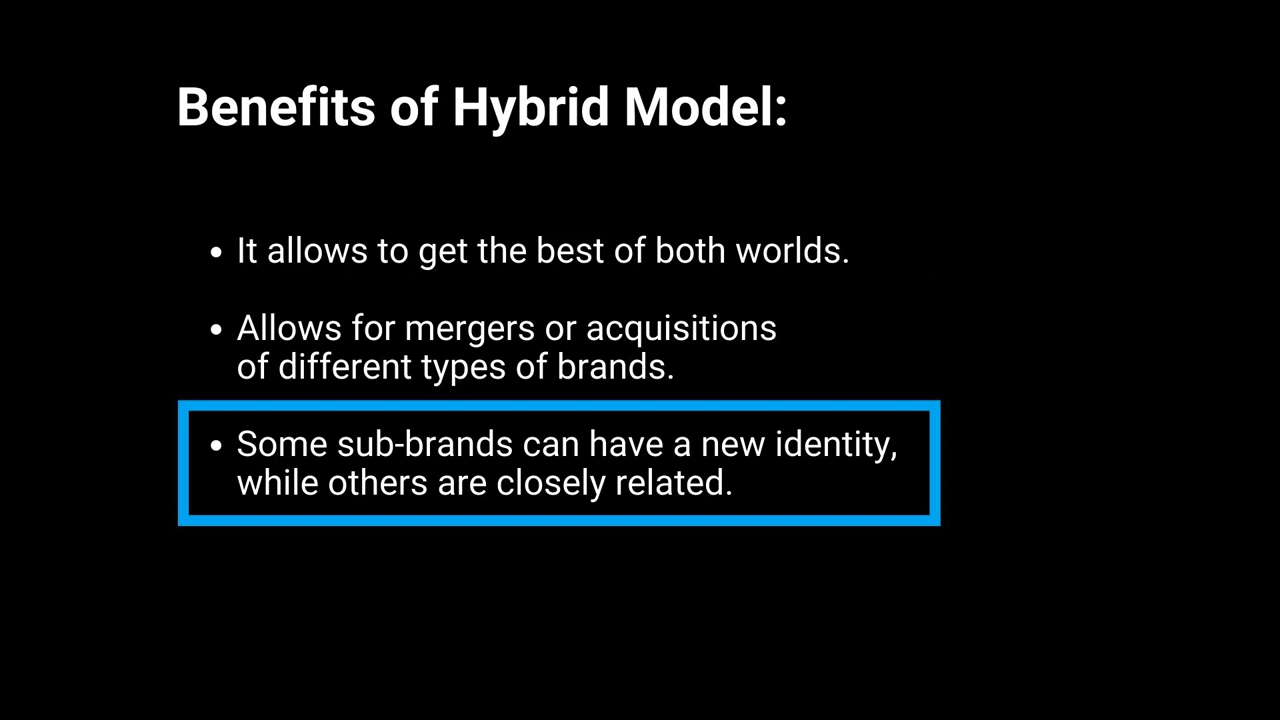 Benefits of Hybrid Model:
• It allows to get the best of both worlds.
• Allows for mergers or acquisitions
of different types of brands.
• Some sub-brands can have a new identity,
while others are closely related.